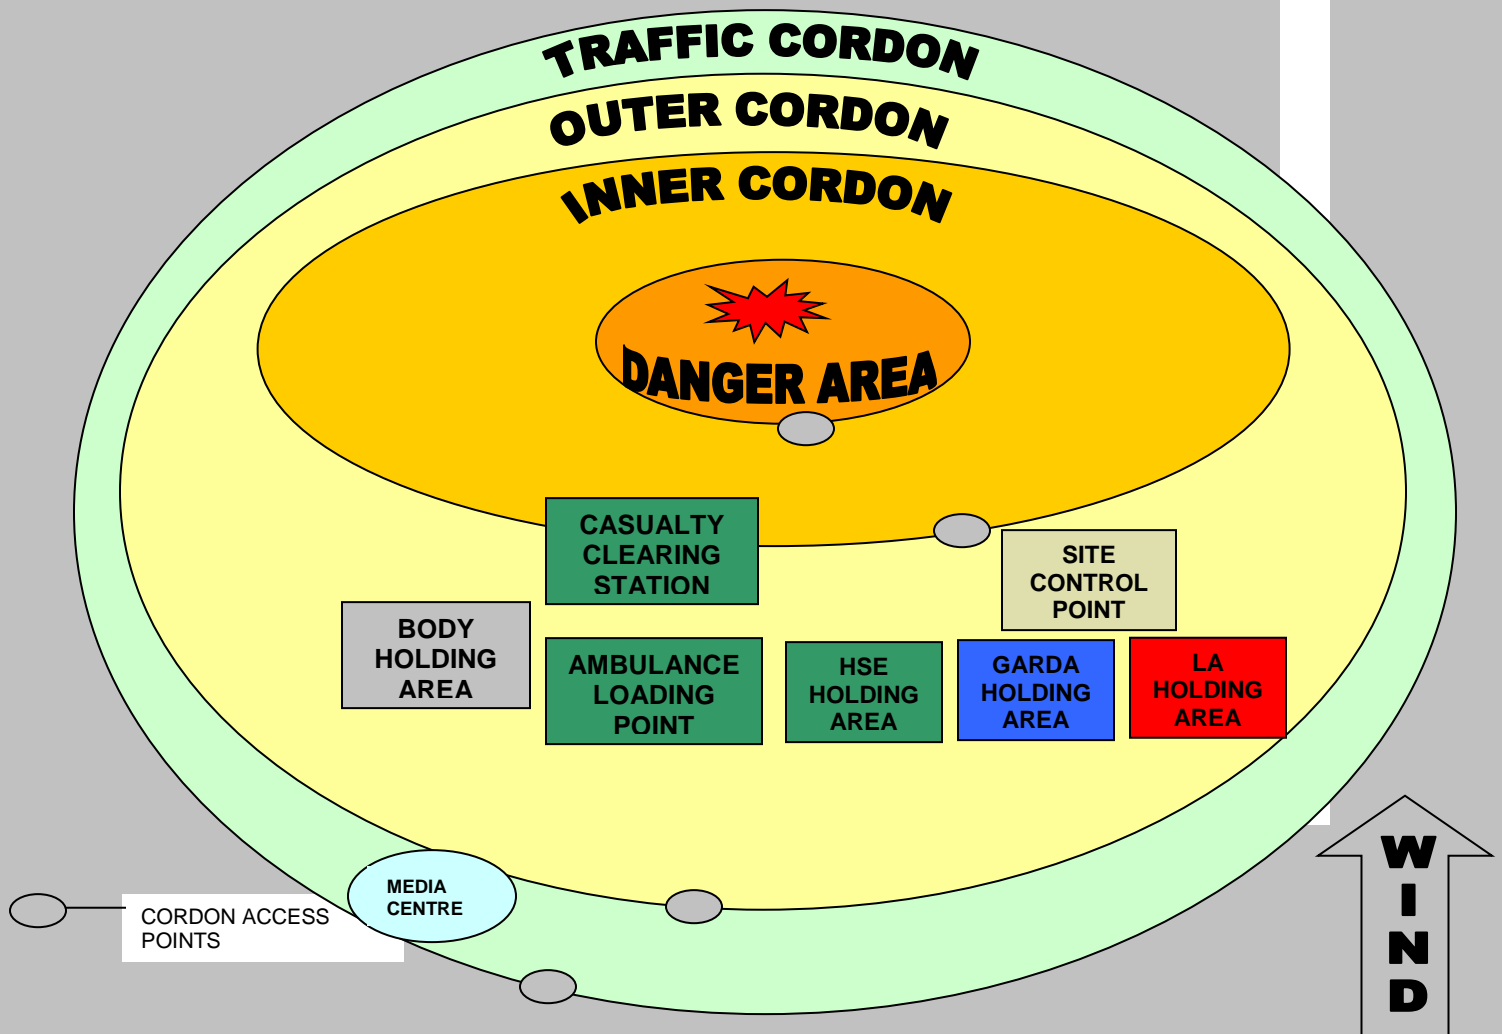 TRAFFIC CORDON
OUTER CORDON
INNER CORDON
DANGER AREA
CASUALTY
CLEARING
STATION
SITE
CONTROL
POINT
BODY
HOLDING
AREA
AMBULANCE
LOADING
POINT
HSE
HOLDING
AREA
GARDA
HOLDING
AREA
LA
HOLDING
AREA
MEDIA
CENTRE
CORDON ACCESS
POINTS
WIND